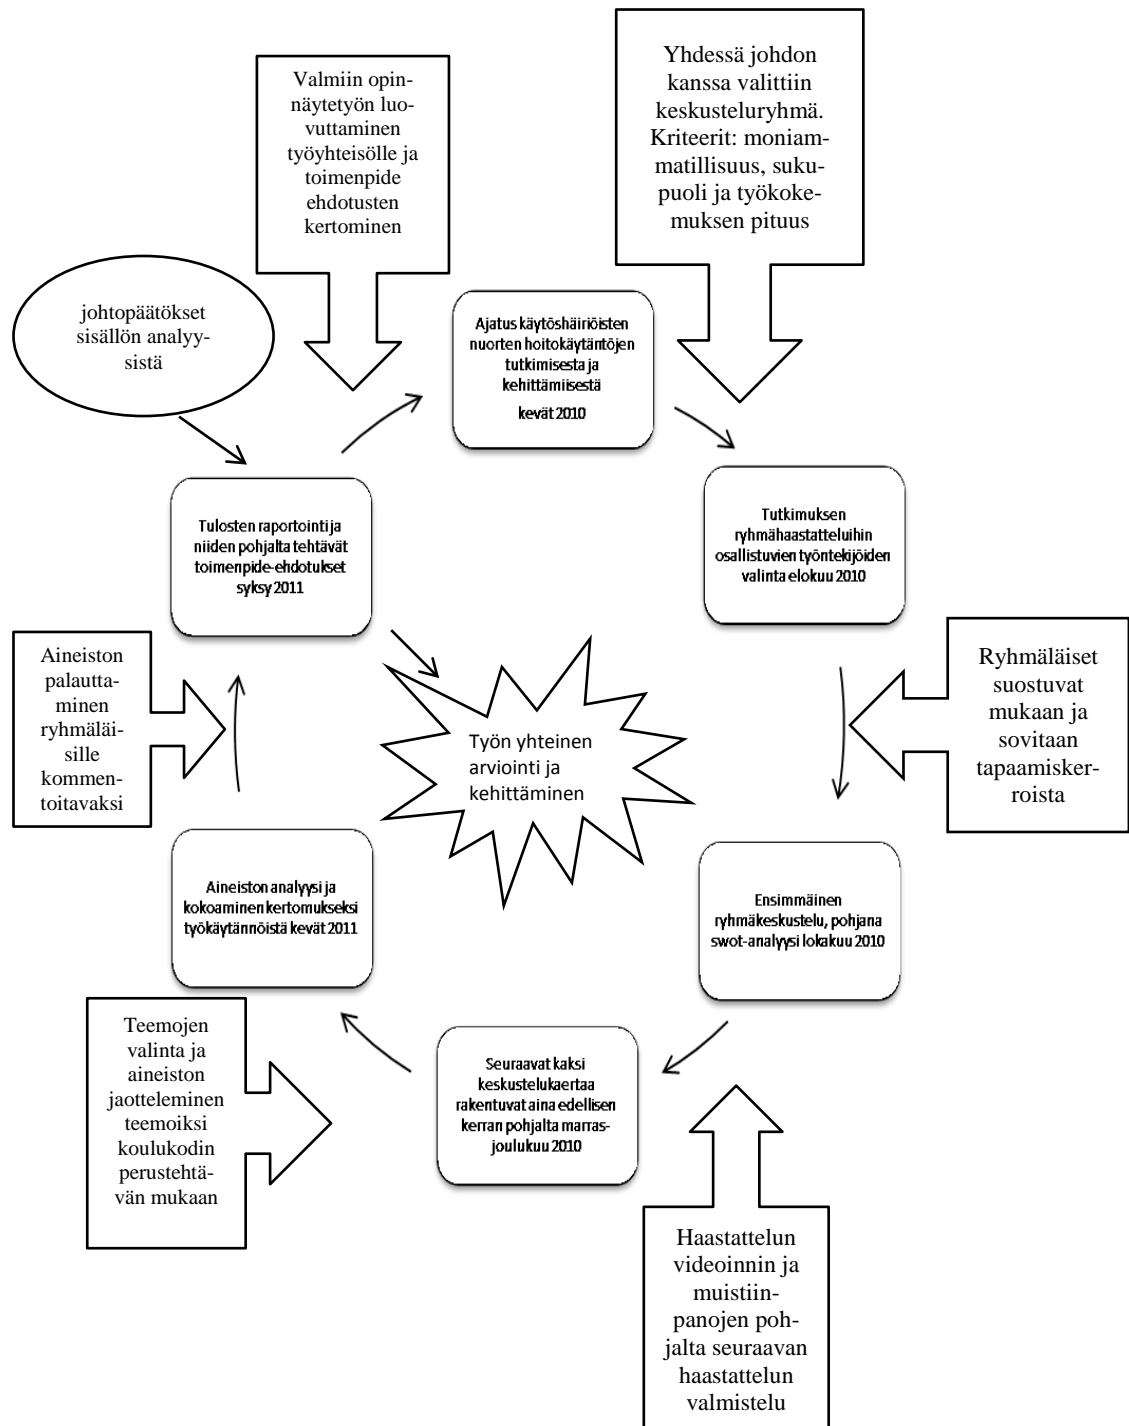 Valmiin opin-
näytetyön luo-
vuttaminen
työyhteisölle ja
toimenpide
ehdotusten
kertominen
Yhdessä johdon
kanssa valittiin
keskusteluryhmä.
Kriteerit: moniam-
matillisuus, suku-
puoli ja työkoke-
muksen pituus
johtopäätökset
sisällön analyy-
sistä
Ajatus käytöshäiriöisten
nuorten hoitokäytäntöjen
tutkimisesta ja
kehittämiisestä
kevät 2010
Tulosten raportointi ja
niiden pohjalta tehtävät
toimenpide-ehdotukset
syksy 2011
Tutkimuksen
ryhmähaastatteluihin
osallistuvien työntekijöiden
valinta elokuu 2010
Aineiston
palautta-
minen
ryhmäläi-
sille
kommen-
toitavaksi
Työn yhteinen
arviointi ja
kehittäminen
Ryhmäläiset
suostuvat
mukaan ja
sovitaan
tapaamisker-
roista
Aineiston analyysi ja
kokoaminen kertomukseksi
työkäytännöistä kevät 2011
Ensimmäinen
ryhmäkeskustelu, pohjana
swot-analyysi lokakuu 2010
Teemojen
valinta ja
aineiston
jaotteleminen
teemoiksi
koulukodin
perustehtä-
vän mukaan
Seuraavat kaksi
keskustelukaertaa
rakentuvat aina edellisen
kerran pohjalta marras-
joulukuu 2010
Haastattelun
videoinnin ja
muistiin-
panojen poh-
jalta seuraavan
haastattelun
valmistelu